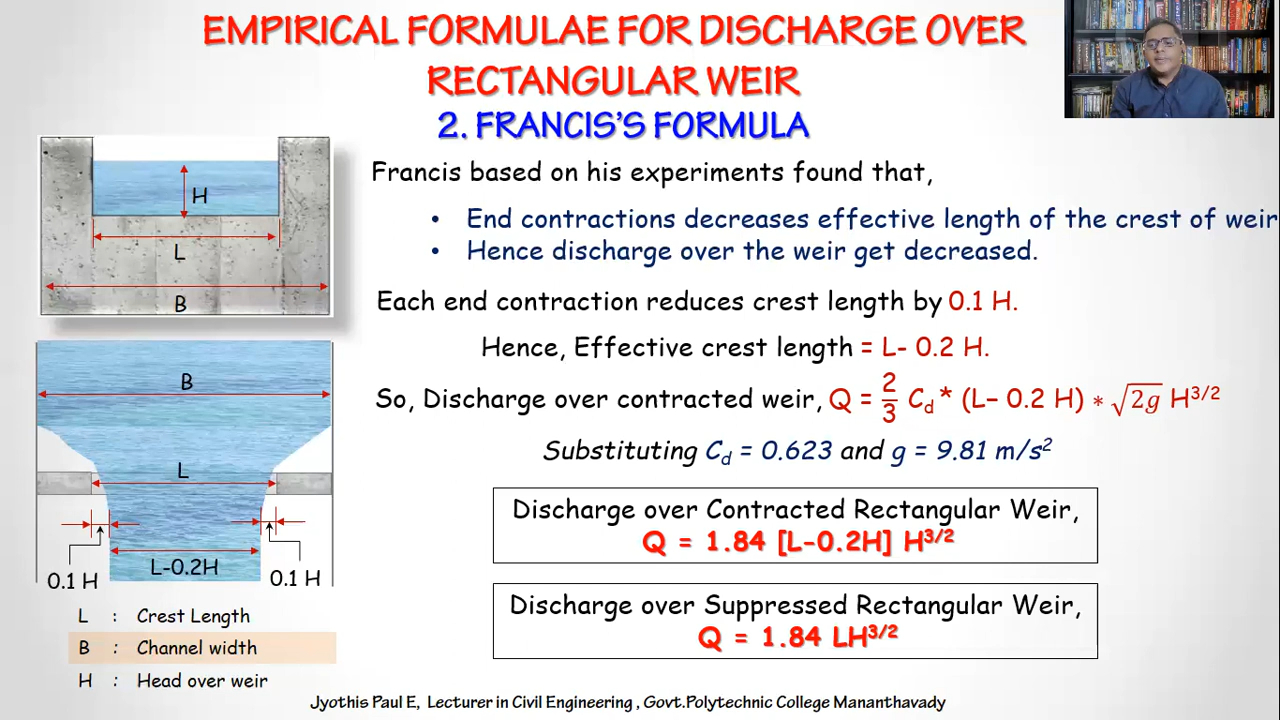 EMPIRICAL FORMULAE FOR DISCHARGE OVER
RECTANGULAR WEIR
2. FRANCIS'S FORMULA
H
L
B
Francis based on his experiments found that,
• End contractions decreases effective length of the crest of weir
• Hence discharge over the weir get decreased.
Each end contraction reduces crest length by 0.1 H.
Hence, Effective crest length = L- 0.2 H.
So, Discharge over contracted weir, Q = 2/3 Cd * (L– 0.2 H) * √2g H^3/2
Substituting Cd = 0.623 and g = 9.81 m/s²
Discharge over Contracted Rectangular Weir,
Q = 1.84 [L-0.2H] H^3/2
Discharge over Suppressed Rectangular Weir,
Q = 1.84 LH^3/2
B
L
L-0.2H
0.1 H
0.1 H
L : Crest Length
B : Channel width
H : Head over weir
Jyothis Paul E, Lecturer in Civil Engineering , Govt.Polytechnic College Mananthavady